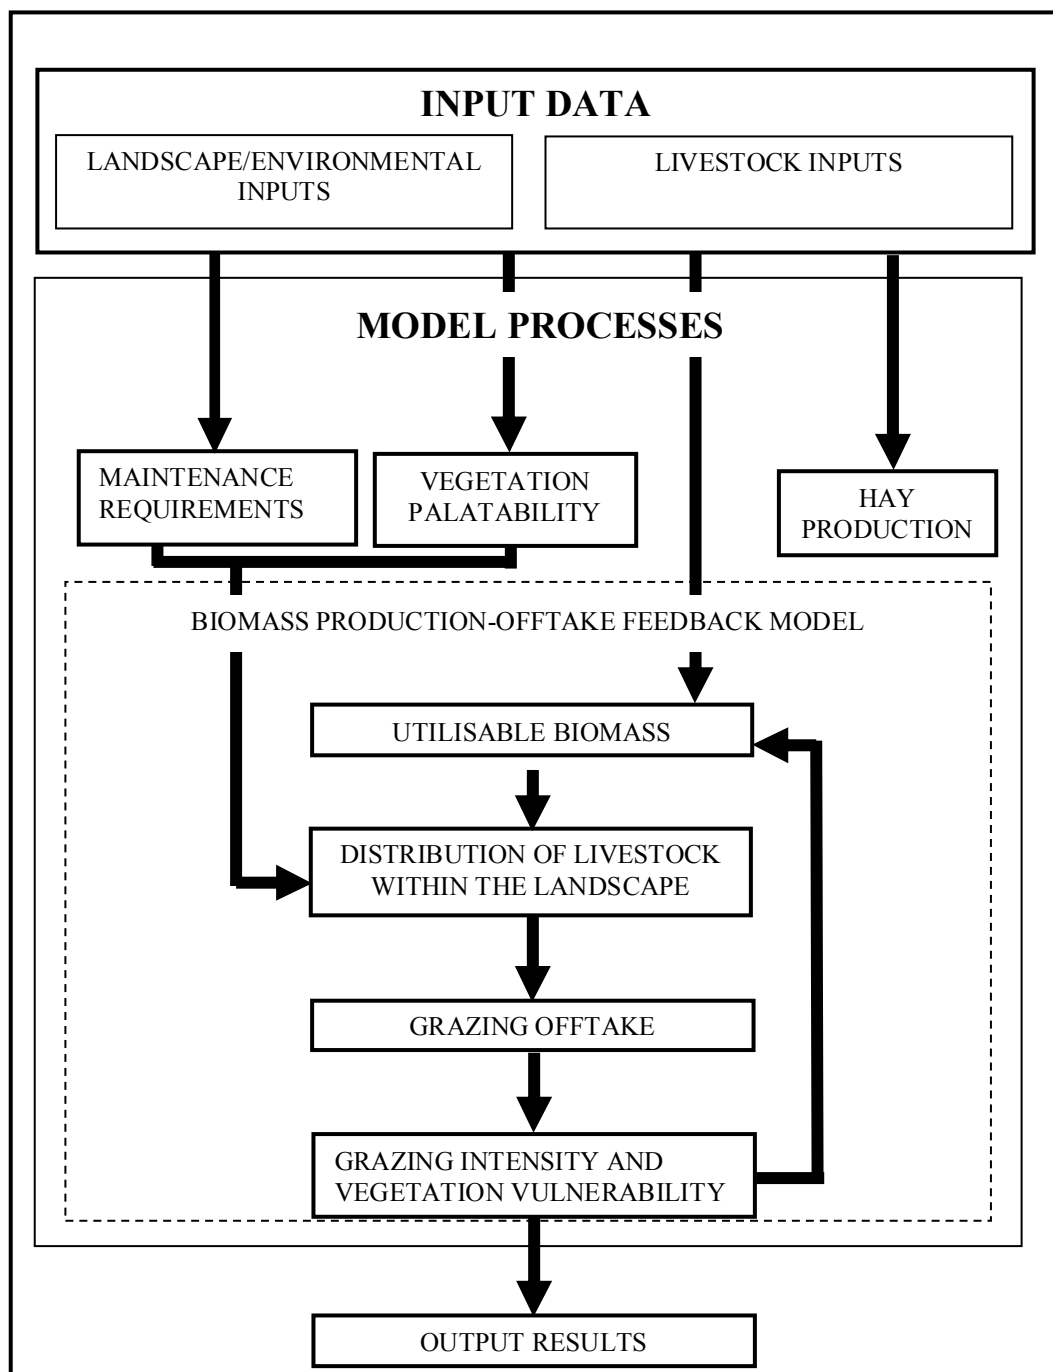 INPUT DATA
LANDSCAPE/ENVIRONMENTAL
INPUTS
LIVESTOCK INPUTS
MODEL PROCESSES
MAINTENANCE
REQUIREMENTS
VEGETATION
PALATABILITY
HAY
PRODUCTION
BIOMASS PRODUCTION-OFFTAKE FEEDBACK MODEL
UTILISABLE BIOMASS
DISTRIBUTION OF LIVESTOCK
WITHIN THE LANDSCAPE
GRAZING OFFTAKE
GRAZING INTENSITY AND
VEGETATION VULNERABILITY
OUTPUT RESULTS